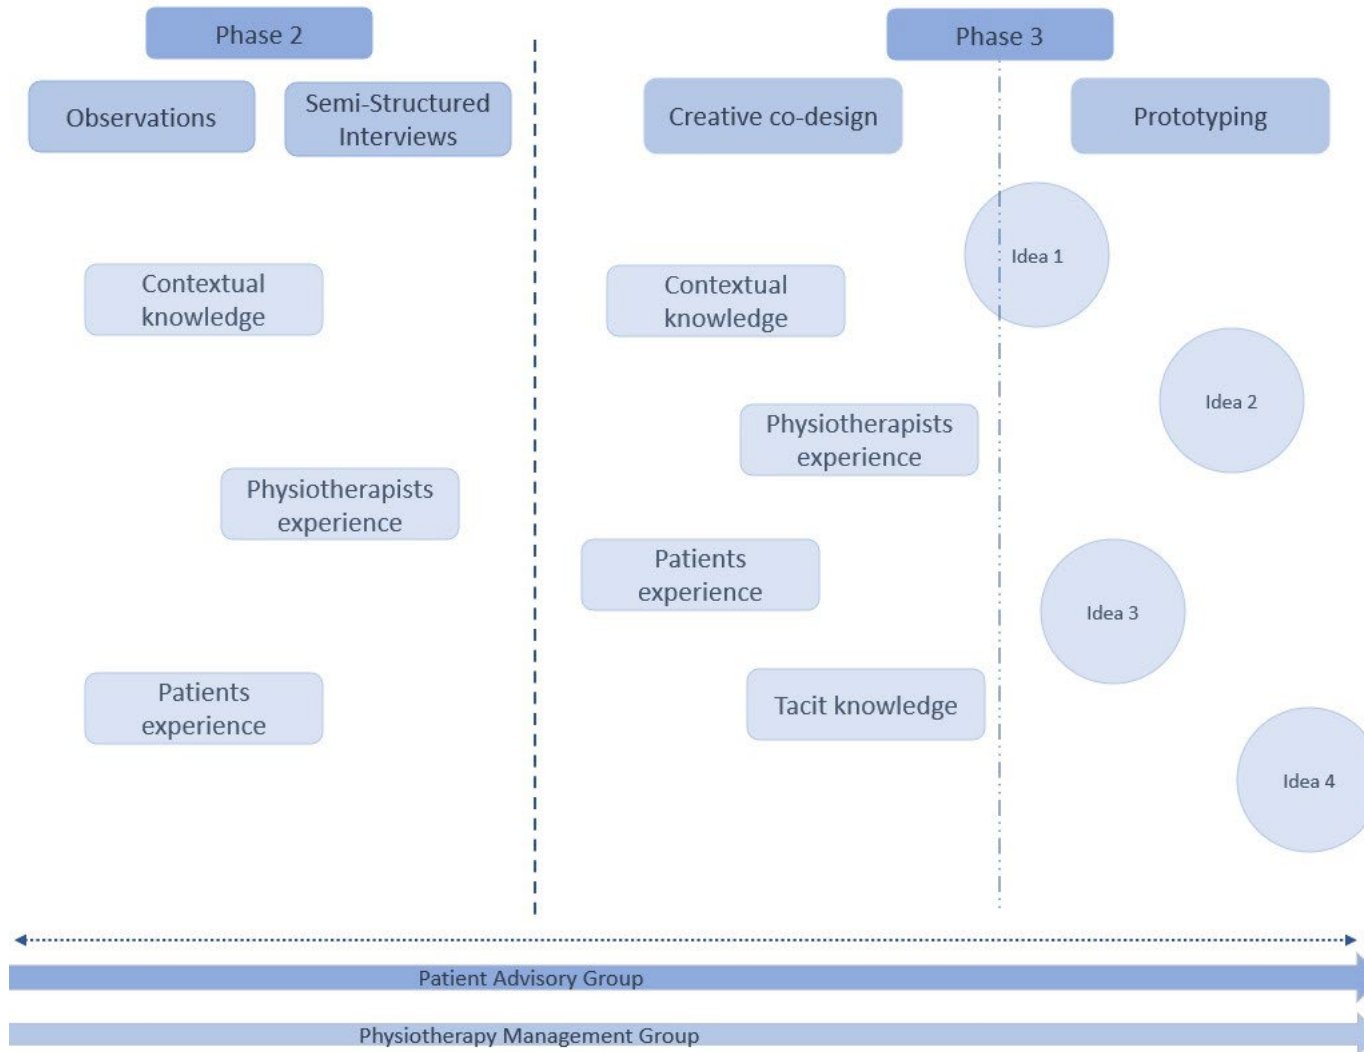 Phase 2
Phase 3
Observations
Semi-Structured
Interviews
Creative co-design
Prototyping
Contextual
knowledge
Physiotherapists
experience
Patients
experience
Contextual
knowledge
Physiotherapists
experience
Patients
experience
Tacit knowledge
Idea 1
Idea 2
Idea 3
Idea 4
Patient Advisory Group
Physiotherapy Management Group